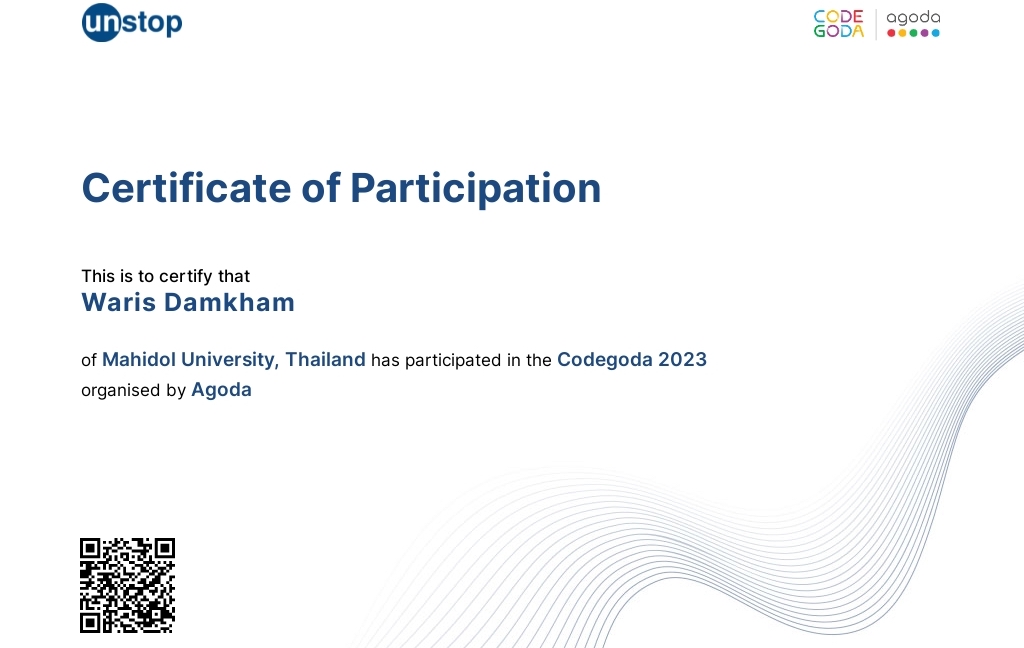 unstop
CODE
GODA
agoda
Certificate of Participation
This is to certify that
Waris Damkham
of Mahidol University, Thailand has participated in the Codegoda 2023
organised by Agoda